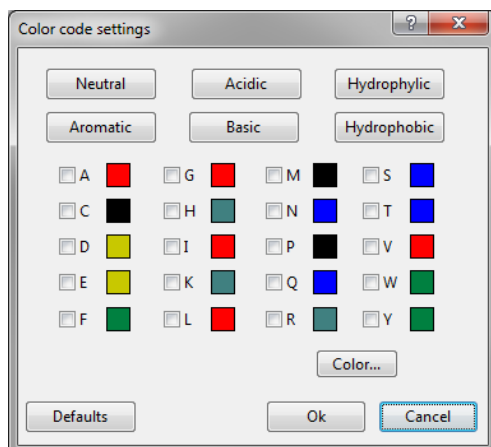 Color code settings
Neutral Acidic Hydrophylic
Aromatic Basic Hydrophobic
A G M S
C H N T
D I P V
E K Q W
F L R Y
Color...
Defaults Ok Cancel